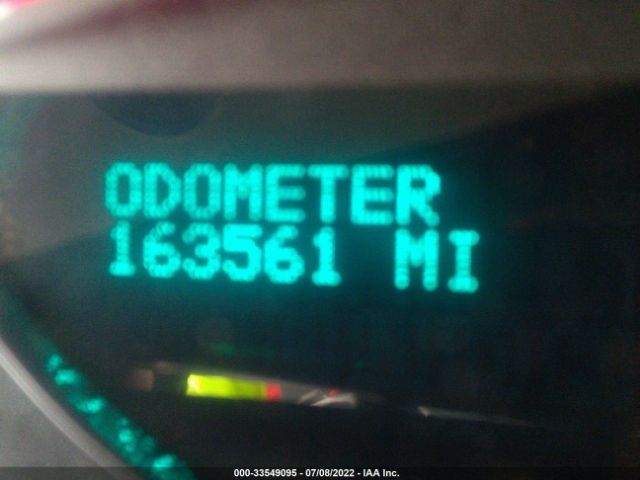 ODOMETER
163561 MI
000-33549095 - 07/08/2022 - IAA Inc.